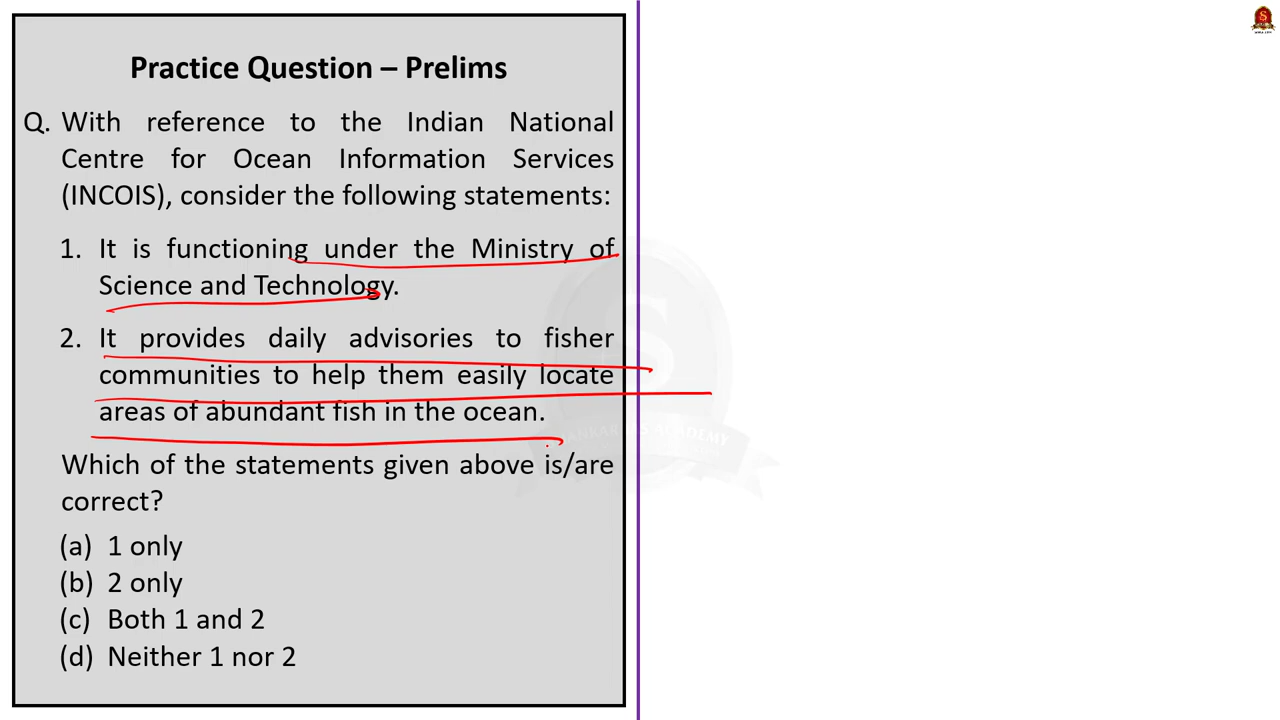 Practice Question – Prelims
Q. With reference to the Indian National
Centre for Ocean Information Services
(INCOIS), consider the following statements:
1. It is functioning under the Ministry of
Science and Technology.
2. It provides daily advisories to fisher
communities to help them easily locate
areas of abundant fish in the ocean.
Which of the statements given above is/are
correct?
(a) 1 only
(b) 2 only
(c) Both 1 and 2
(d) Neither 1 nor 2